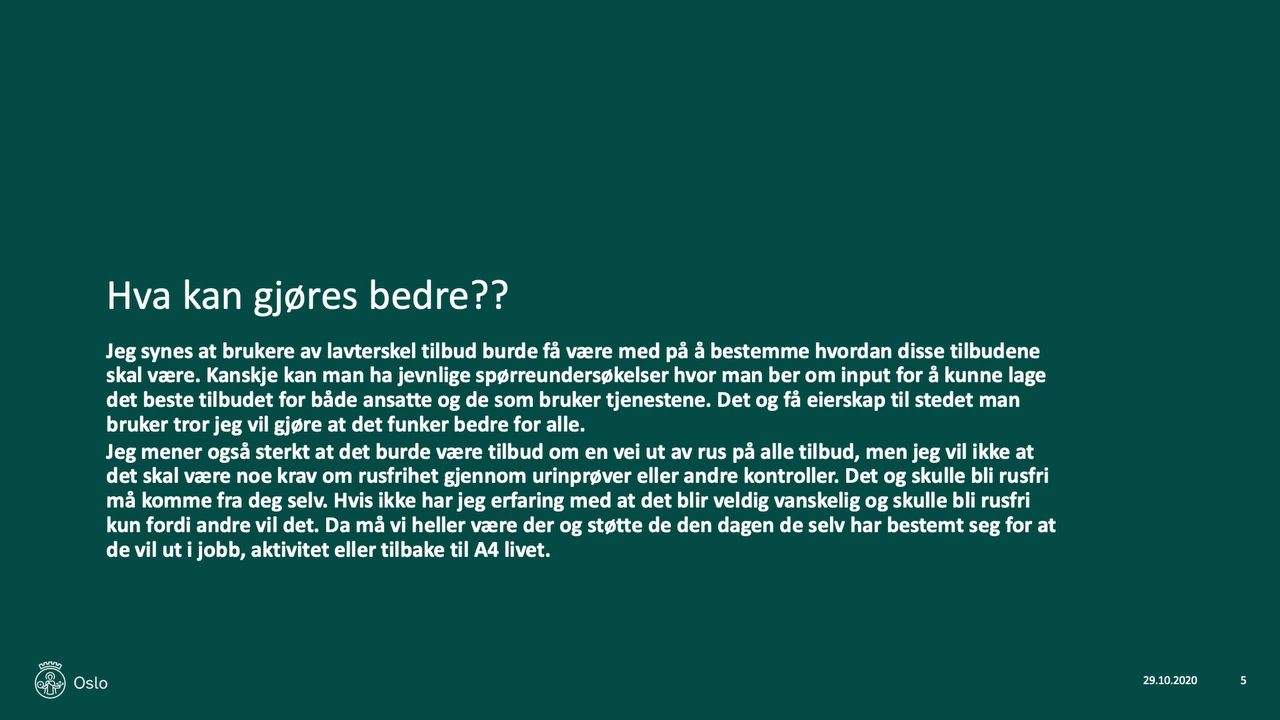 Hva kan gjøres bedre??
Jeg synes at brukere av lavterskel tilbud burde få være med på å bestemme hvordan disse tilbudene
skal være. Kanskje kan man ha jevnlige spørreundersøkelser hvor man ber om input for å kunne lage
det beste tilbudet for både ansatte og de som bruker tjenestene. Det og få eierskap til stedet man
bruker tror jeg vil gjøre at det funker bedre for alle.
Jeg mener også sterkt at det burde være tilbud om en vei ut av rus på alle tilbud, men jeg vil ikke at
det skal være noe krav om rusfrihet gjennom urinprøver eller andre kontroller. Det og skulle bli rusfri
må komme fra deg selv. Hvis ikke har jeg erfaring med at det blir veldig vanskelig og skulle bli rusfri
kun fordi andre vil det. Da må vi heller være der og støtte de den dagen de selv har bestemt seg for at
de vil ut i jobb, aktivitet eller tilbake til A4 livet.
Oslo
29.10.2020
5